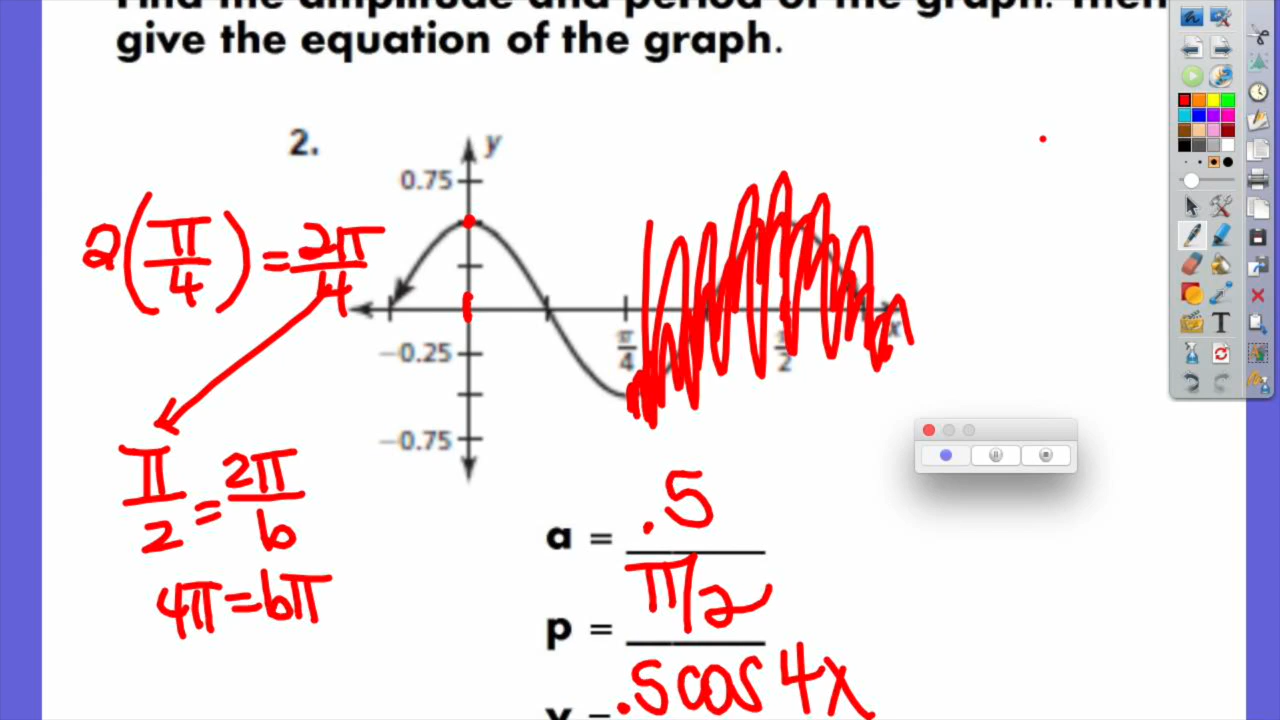 Find the amplitude and period of the graph. Then
give the equation of the graph.
2.
y
0.75
2(π/4) = 2π/4
-0.25
π/4
π/2
x
-0.75
π/2 = 2π/b
4π = bπ
a = .5
p = π/2
y = .5 cos 4x
T